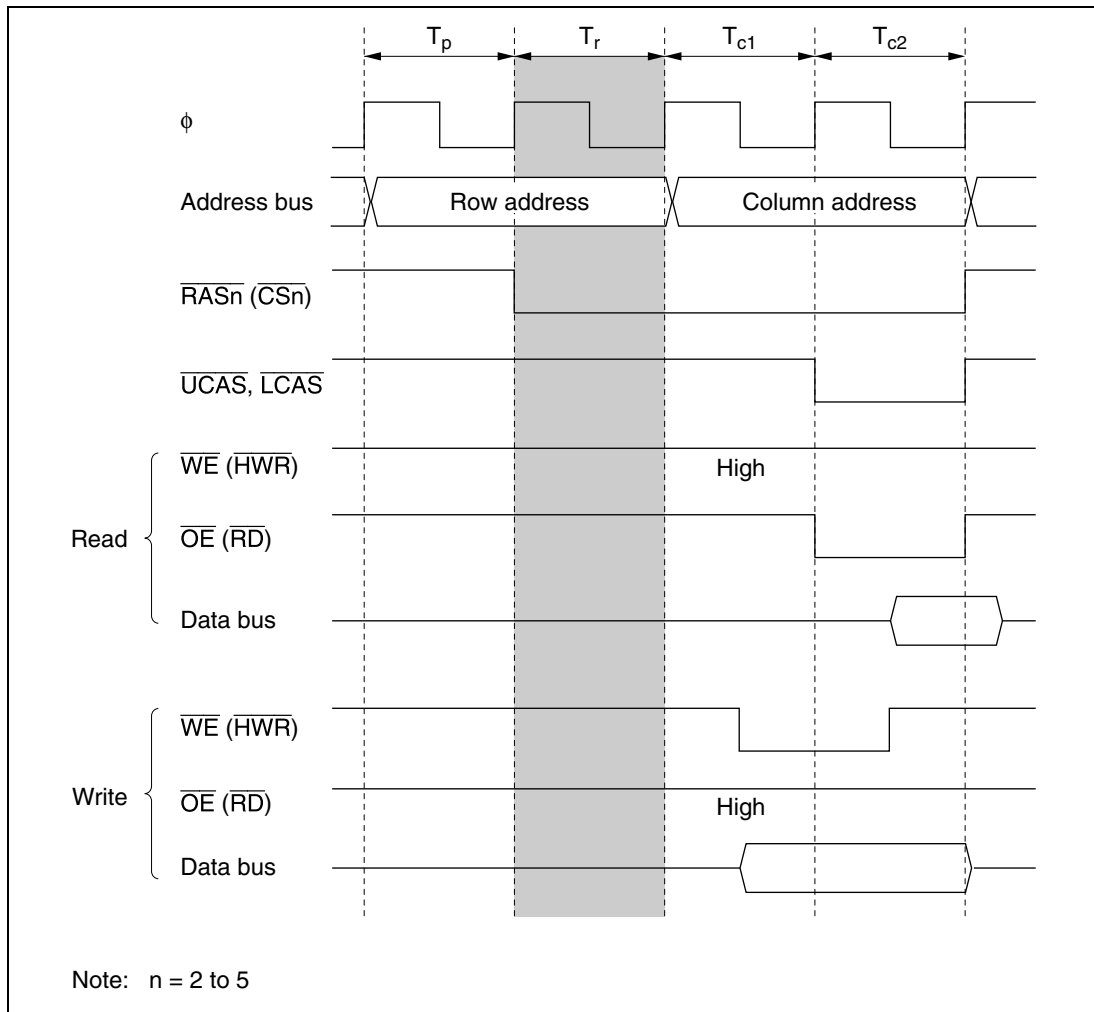 Tp Tr Tc1 Tc2
φ
Address bus Row address Column address
RASn (CSn)
UCAS, LCAS
WE (HWR)
High
Read OE (RD)
Data bus
WE (HWR)
Write OE (RD)
High
Data bus
Note: n = 2 to 5